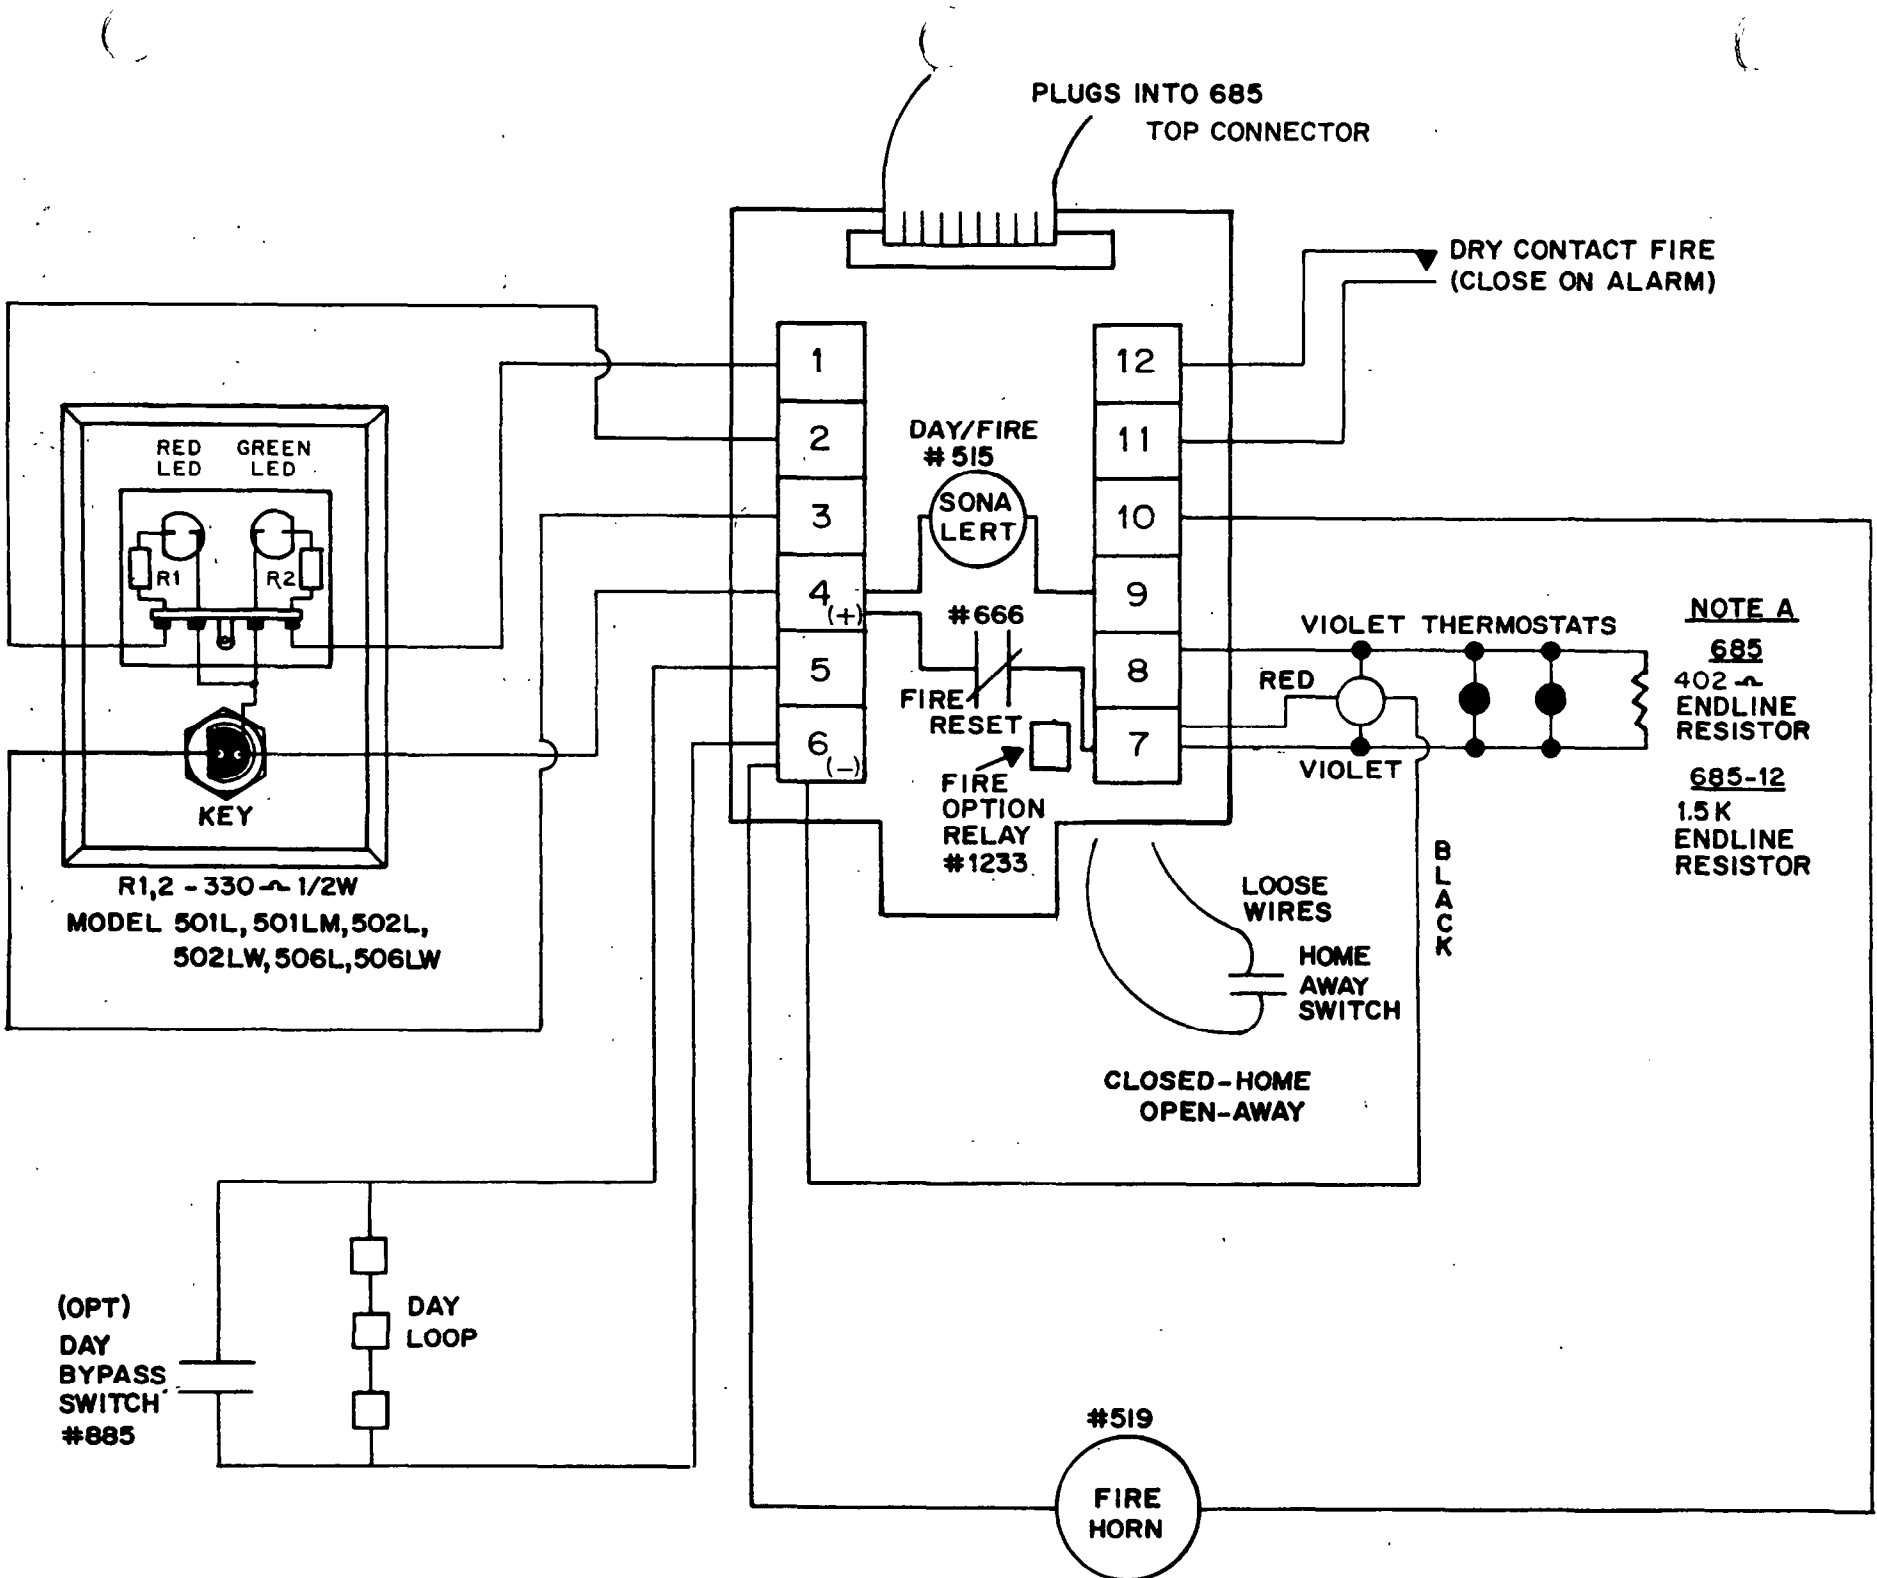 PLUGS INTO 685
TOP CONNECTOR
DRY CONTACT FIRE
(CLOSE ON ALARM)
1
2
3
4
(+)
5
6
(-)
12
11
10
9
8
7
DAY/FIRE
#515
SONA
LERT
#666
FIRE
RESET
FIRE
OPTION
RELAY
#1233
RED
LED
GREEN
LED
R1
R2
KEY
R1,2 - 330 Ω 1/2W
MODEL 501L, 501LM, 502L,
502LW, 506L, 506LW
VIOLET THERMOSTATS
RED
VIOLET
BLACK
NOTE A
685
402 Ω
ENDLINE
RESISTOR
685-12
1.5K
ENDLINE
RESISTOR
LOOSE
WIRES
HOME
AWAY
SWITCH
CLOSED-HOME
OPEN-AWAY
(OPT)
DAY
BYPASS
SWITCH
#885
DAY
LOOP
#519
FIRE
HORN